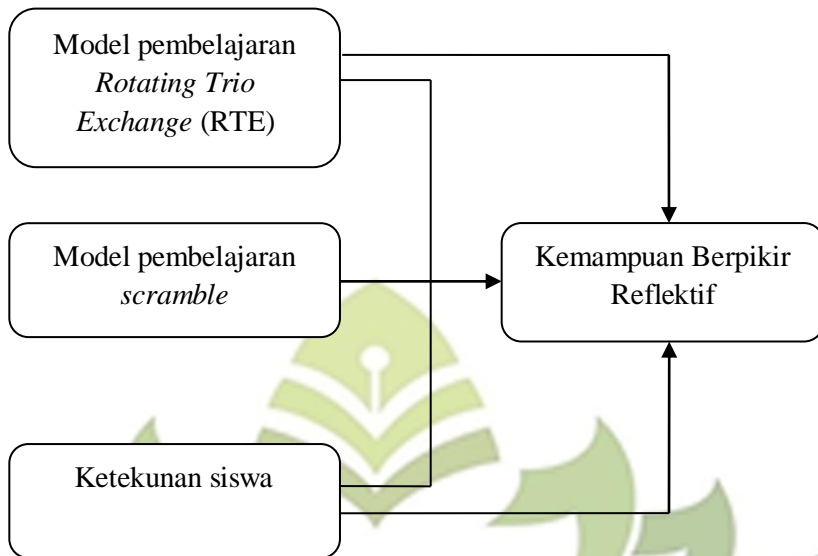 Model pembelajaran
Rotating Trio
Exchange (RTE)
Model pembelajaran
scramble
Kemampuan Berpikir
Reflektif
Ketekunan siswa